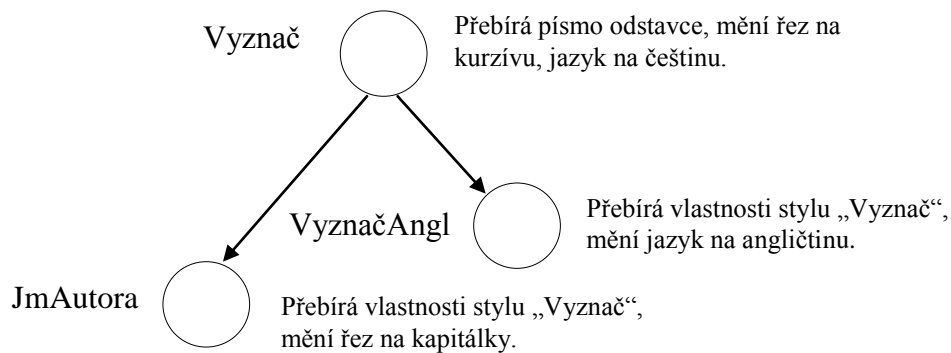 Vyznač
Přebírá písmo odstavce, mění řez na
kurzívu, jazyk na češtinu.
VyznačAngl
Přebírá vlastnosti stylu „Vyznač“,
mění jazyk na angličtinu.
JmAutora
Přebírá vlastnosti stylu „Vyznač“,
mění řez na kapitálky.